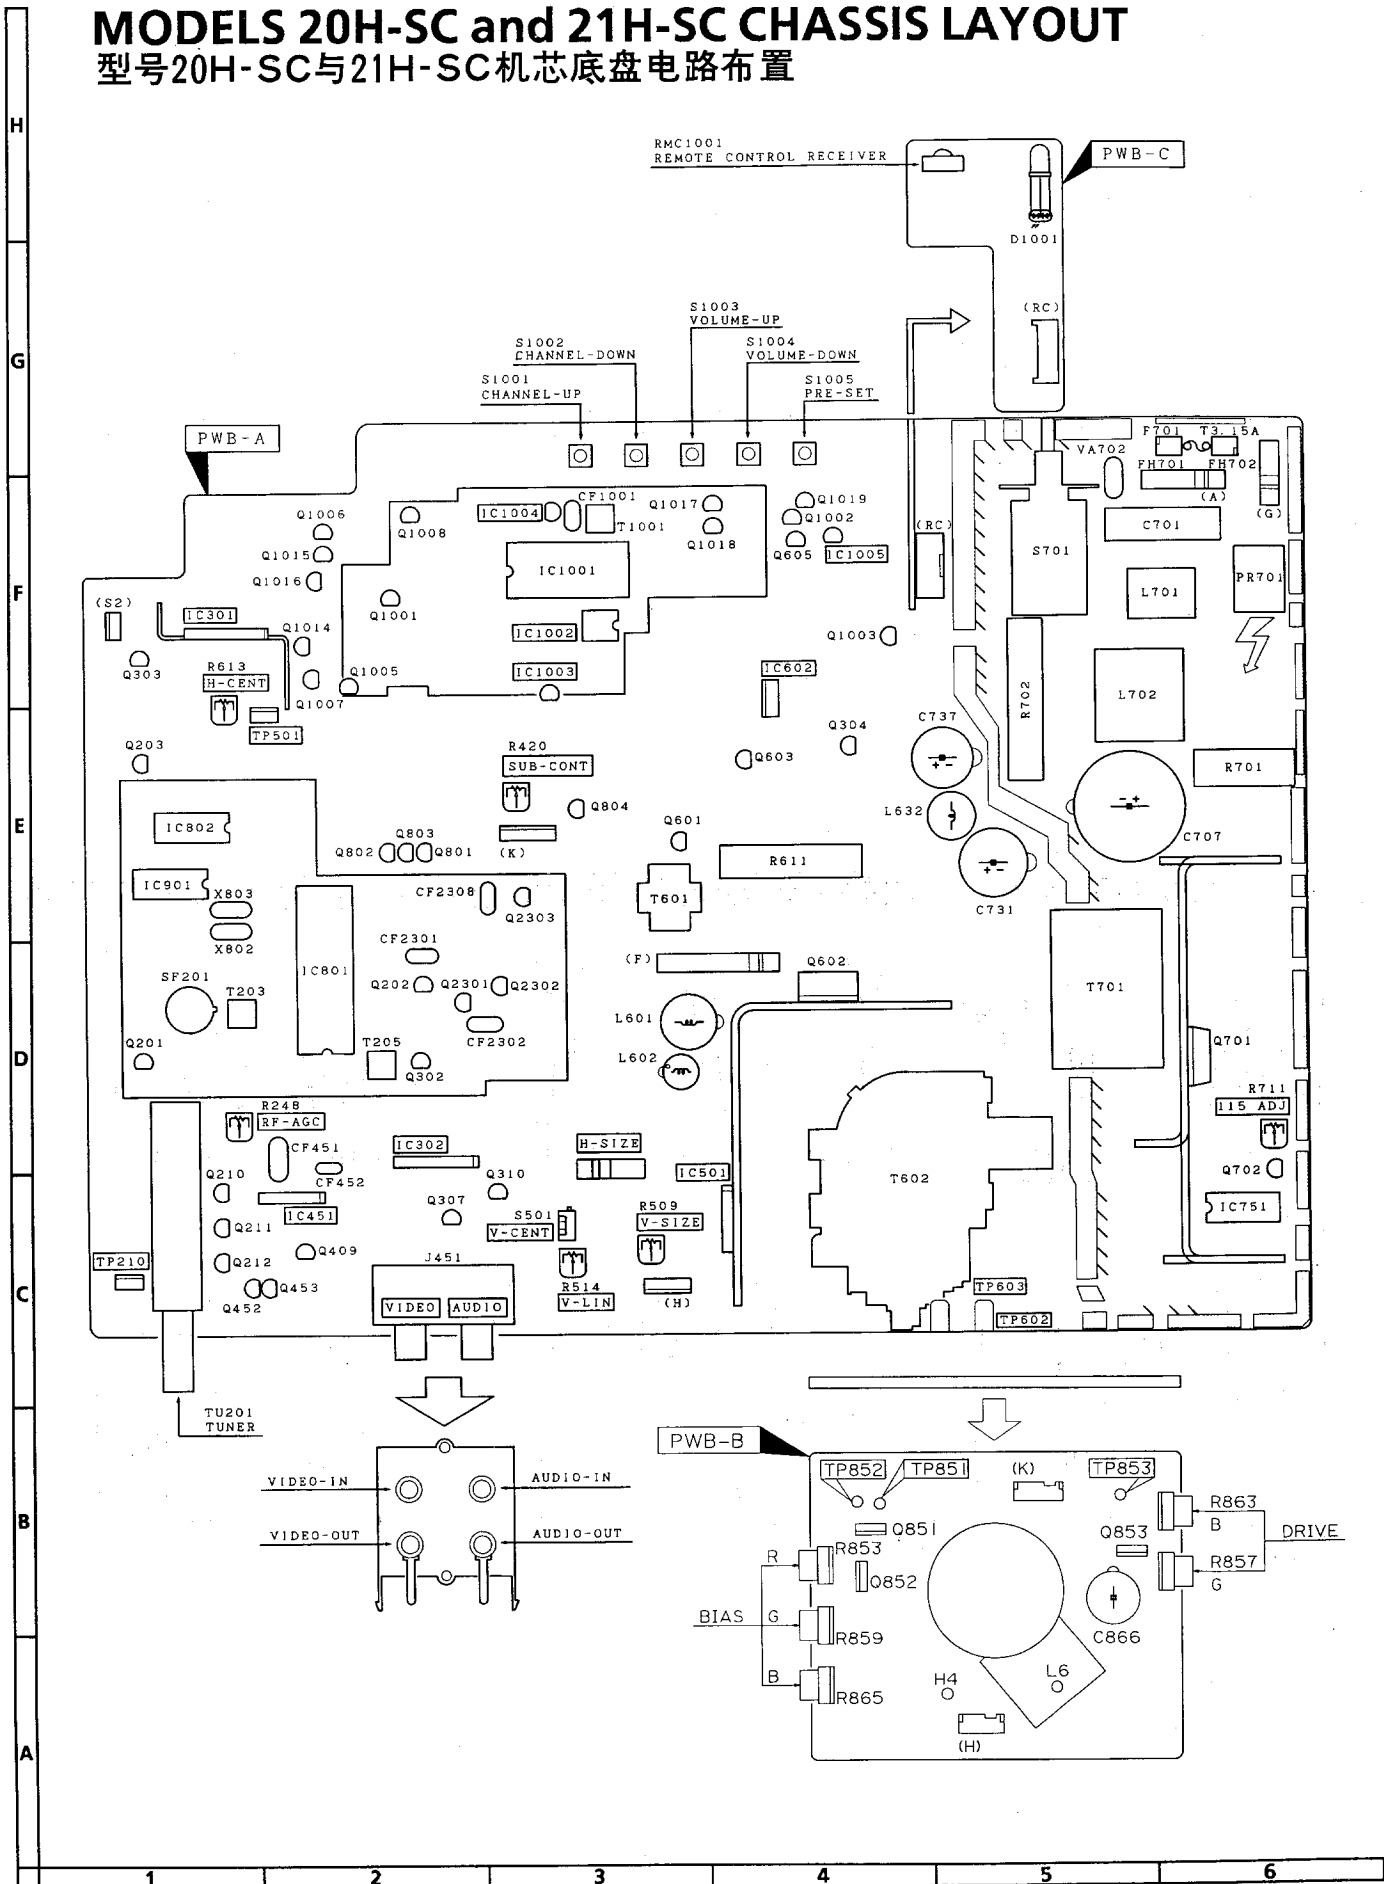 MODELS 20H-SC and 21H-SC CHASSIS LAYOUT
型号20H-SC与21H-SC机芯底盘电路布置
H
RMC1001
REMOTE CONTROL RECEIVER
PWB-C
D1001
(RC)
G
S1003
VOLUME-UP
S1002
CHANNEL-DOWN
S1004
VOLUME-DOWN
S1001
CHANNEL-UP
S1005
PRE-SET
PWB-A
F701 T3.15A
VA702
FH701 FH702
(A)
(G)
Q1006
Q1008
IC1004
CF1001
T1001
Q1017
Q1018
Q1019
Q1002
Q605
IC1005
(RC)
S701
C701
Q1015
Q1016
IC1001
L701
PR701
F
(S2)
IC301
Q1001
Q1014
IC1002
Q1003
Q303
R613
H-CENT
Q1005
IC1003
IC602
R702
L702
Q1007
TP501
Q203
R420
SUB-CONT
Q603
Q304
C737
R701
E
IC802
Q804
L632
Q803
Q802
Q801
(K)
Q601
R611
C707
IC901
X803
CF2308
Q2303
T601
C731
X802
CF2301
IC801
(F)
Q602
SF201
T203
Q202
Q2301
Q2302
T701
L601
CF2302
D
Q201
T205
Q302
L602
Q701
R248
RF-AGC
R711
115 ADJ
CF451
IC302
H-SIZE
IC501
CF452
Q210
Q310
T602
Q702
Q307
S501
V-CENT
R509
V-SIZE
IC751
IC451
Q211
TP210
Q212
Q409
J451
C
Q452
Q453
VIDEO
AUDIO
R514
V-LIN
(H)
TP603
TP602
TU201
TUNER
PWB-B
TP852
TP851
(K)
TP853
VIDEO-IN
AUDIO-IN
B
R863
B
Q851
Q853
DRIVE
VIDEO-OUT
AUDIO-OUT
R
R853
R857
G
Q852
BIAS
G
R859
C866
B
R865
H4
L6
(H)
A
1
2
3
4
5
6